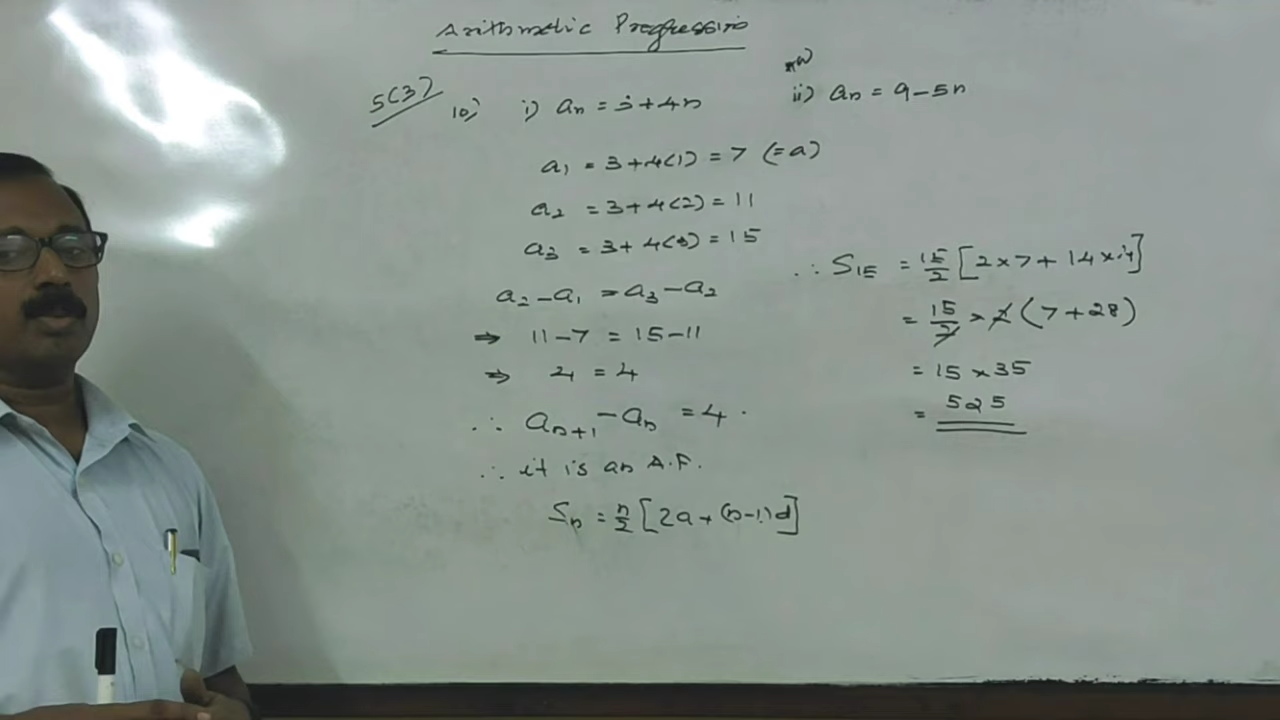 Arithmetic Progressio
5(3)
10) i) aₙ = 3+4n
ii) aₙ = 9-5n
a₁ = 3+4(1) = 7 (=a)
a₂ = 3+4(2) = 11
a₃ = 3+4(3) = 15
a₂-a₁ = a₃-a₂
⇒ 11-7 = 15-11
⇒ 4 = 4
∴ aₙ₊₁-aₙ = 4.
∴ it is an A.P.
Sₙ = n/2 [2a+(n-1)d]
∴ S₁₅ = 15/2 [2×7+14×4]
= 15/2 × 2 (7+28)
= 15×35
= 525